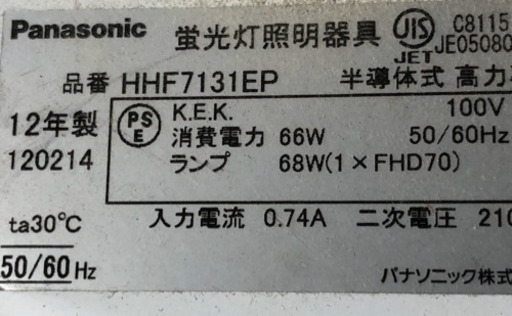 Panasonic 蛍光灯照明器具 JIS JET C8115 JE05080
品番 HHF7131EP 半導体式 高力
12年製 PSE K.E.K. 100V
消費電力 66W 50/60Hz
120214 ランプ 68W(1×FHD70)
ta30℃ 入力電流 0.74A 二次電圧 210
50/60Hz パナソニック株式